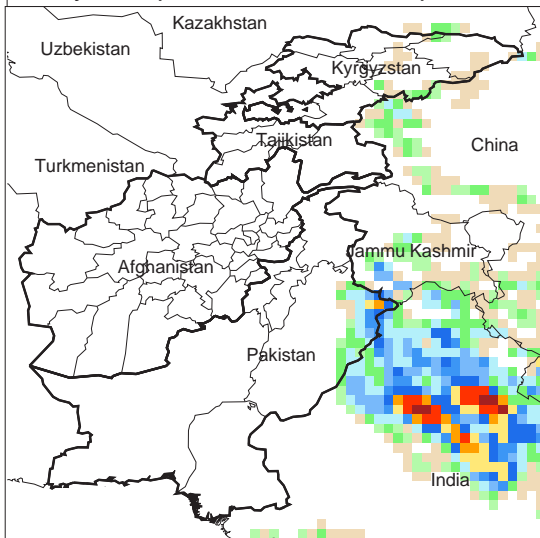 Kazakhstan
Uzbekistan
Kyrgyzstan
Tajikistan
China
Turkmenistan
Jammu Kashmir
Afghanistan
Pakistan
India